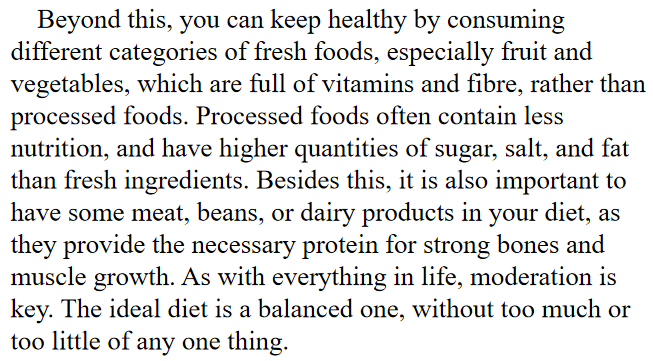 Beyond this, you can keep healthy by consuming
different categories of fresh foods, especially fruit and
vegetables, which are full of vitamins and fibre, rather than
processed foods. Processed foods often contain less
nutrition, and have higher quantities of sugar, salt, and fat
than fresh ingredients. Besides this, it is also important to
have some meat, beans, or dairy products in your diet, as
they provide the necessary protein for strong bones and
muscle growth. As with everything in life, moderation is
key. The ideal diet is a balanced one, without too much or
too little of any one thing.